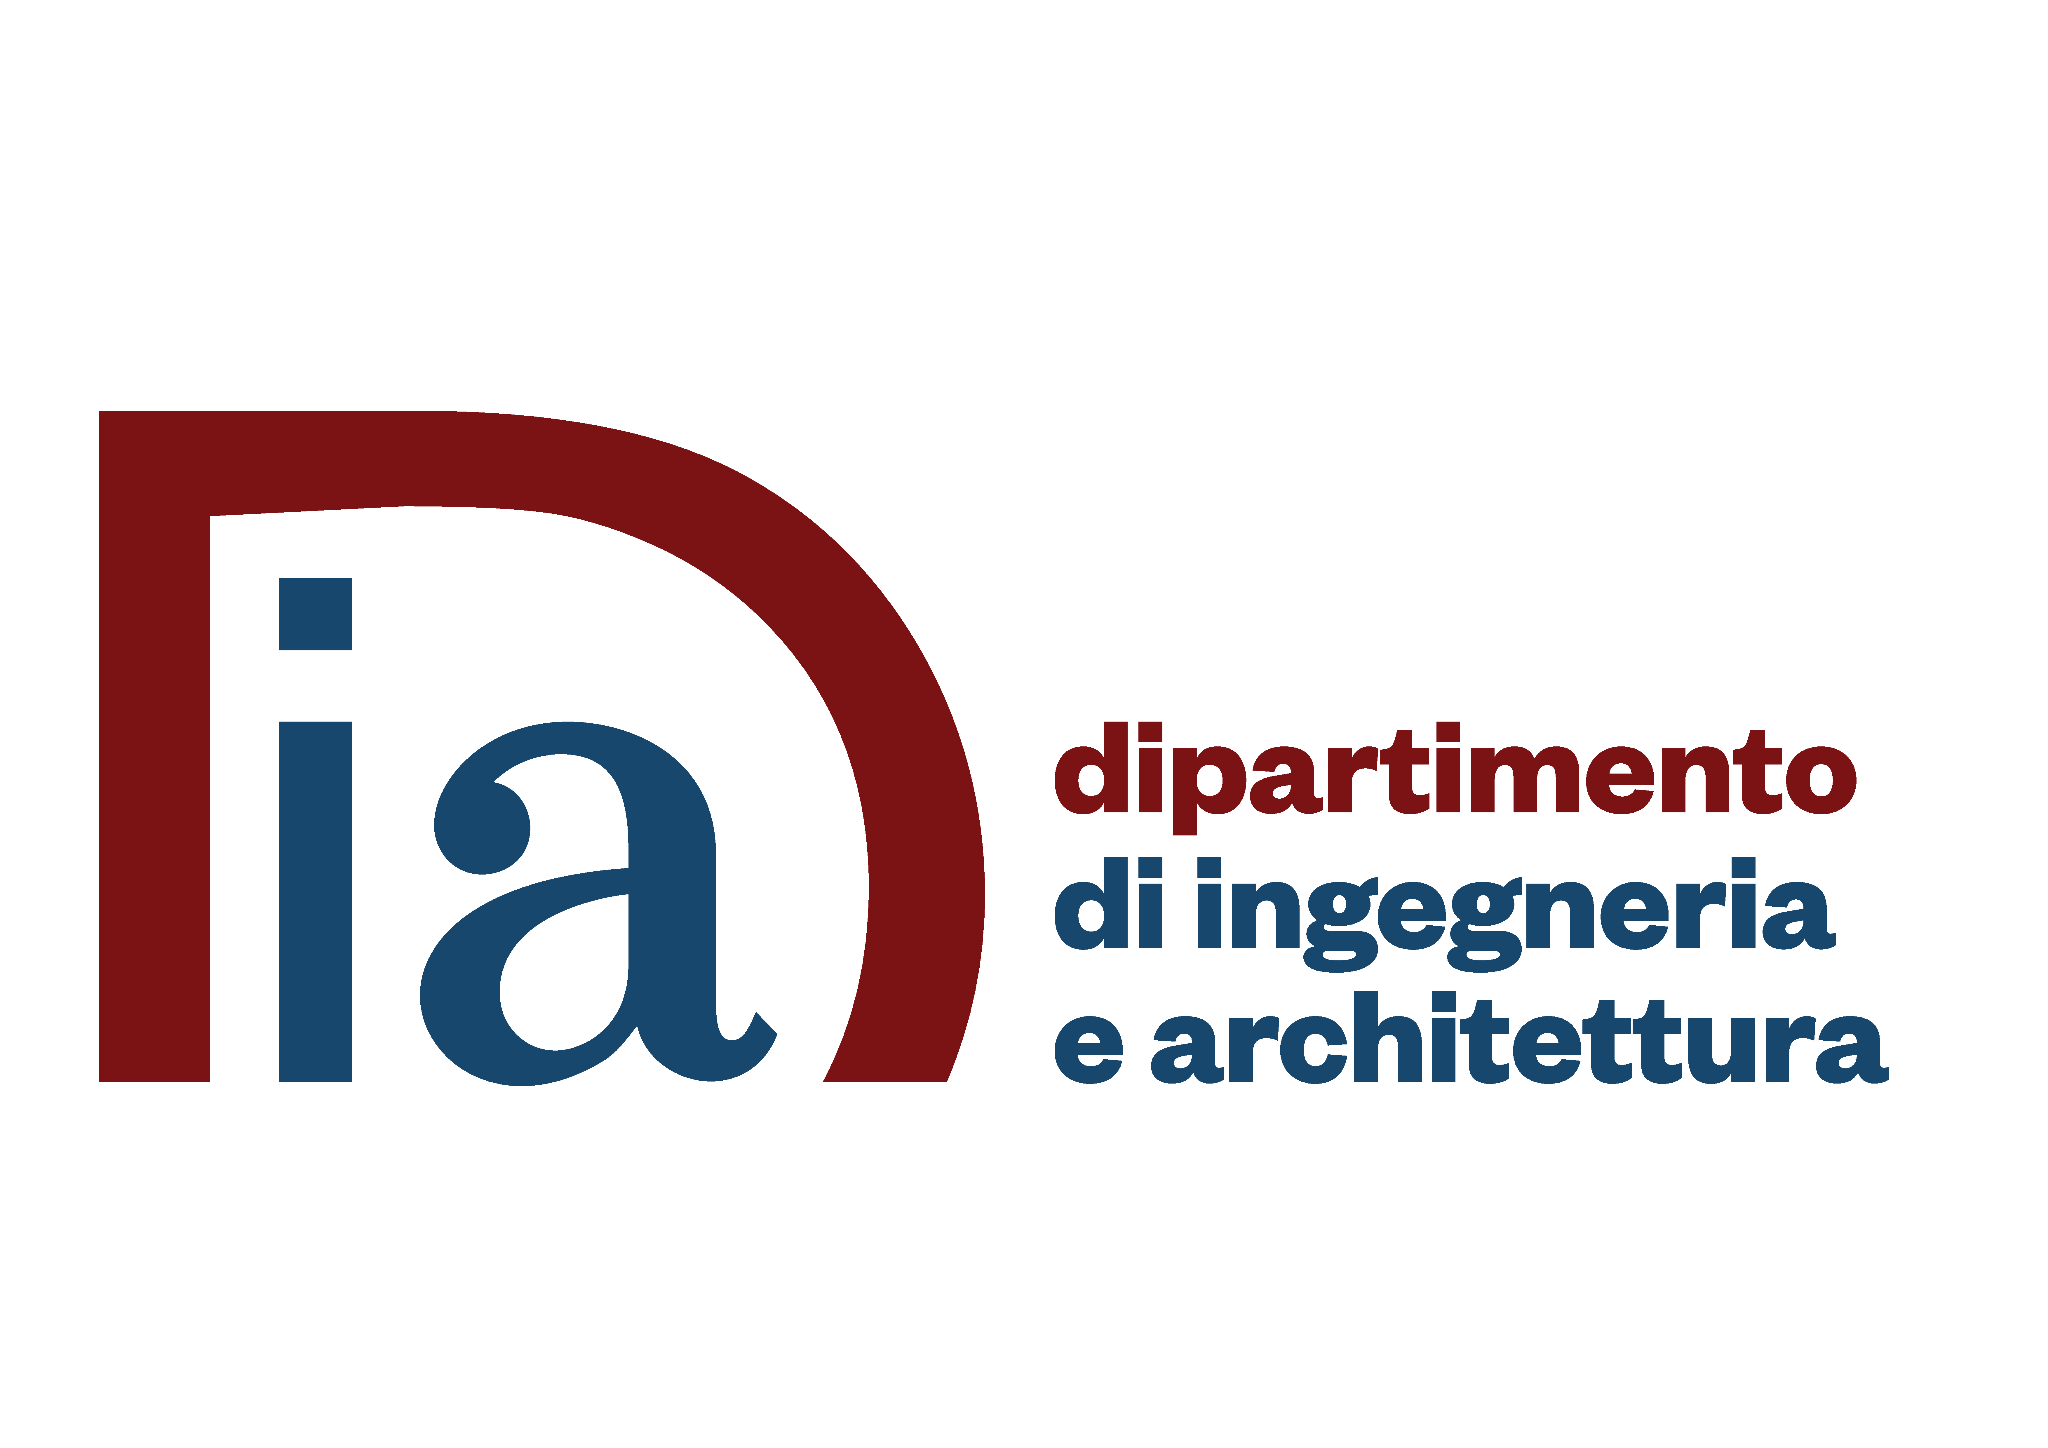 Dia
dipartimento
di ingegneria
e architettura